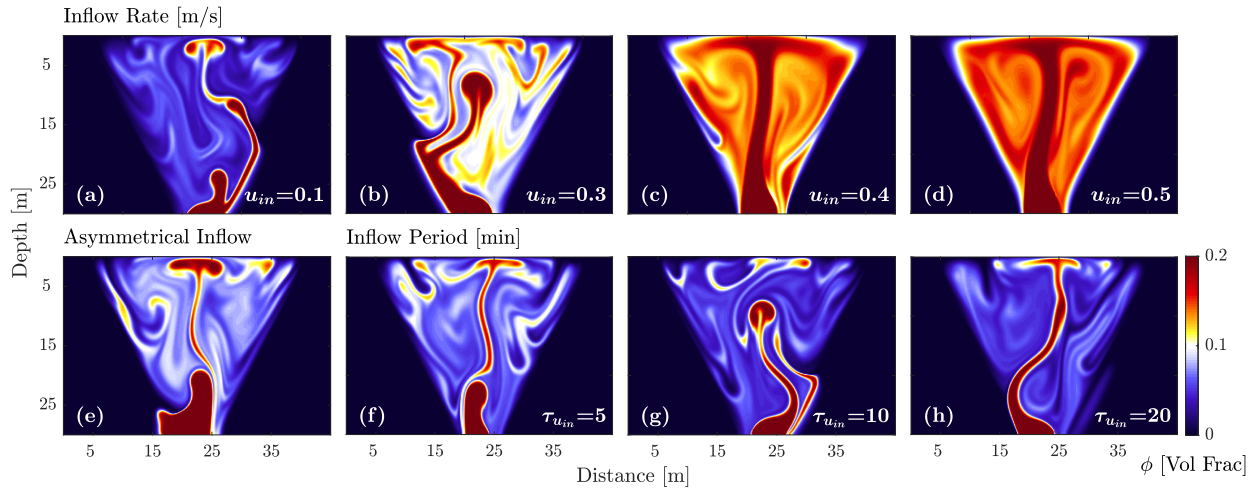 Inflow Rate [m/s]
5
15
25
(a)
u_in=0.1
(b)
u_in=0.3
(c)
u_in=0.4
(d)
u_in=0.5
Depth [m]
Asymmetrical Inflow
Inflow Period [min]
5
15
25
(e)
(f)
τ_u_in=5
(g)
τ_u_in=10
(h)
τ_u_in=20
0.2
0.1
0
5 15 25 35 5 15 25 35 5 15 25 35 5 15 25 35
Distance [m]
ϕ [Vol Frac]